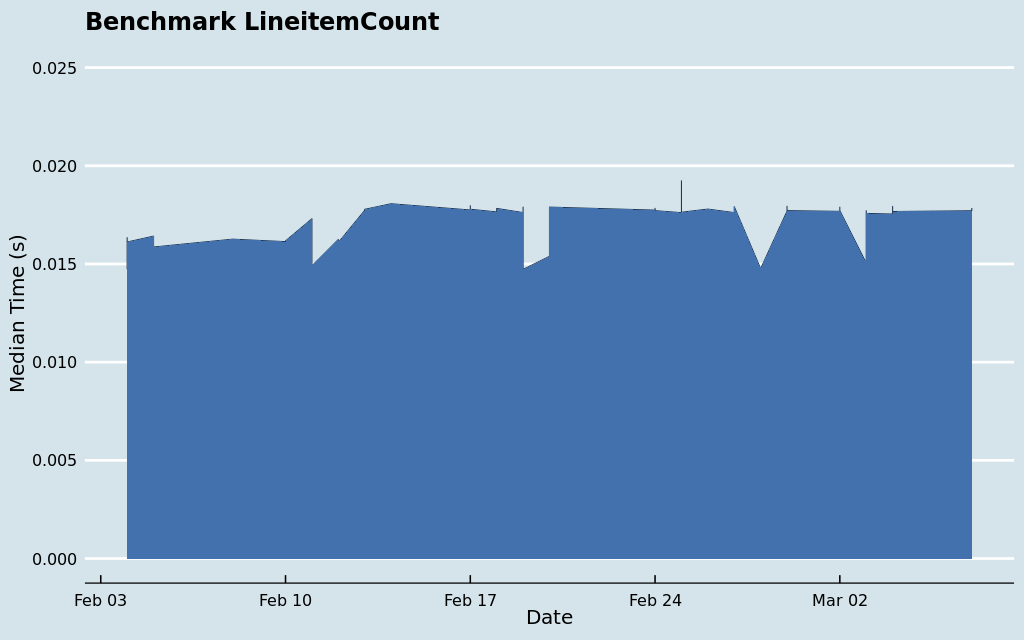 Benchmark LineitemCount
0.025
0.020
0.015
0.010
0.005
0.000
Median Time (s)
Feb 03
Feb 10
Feb 17
Feb 24
Mar 02
Date